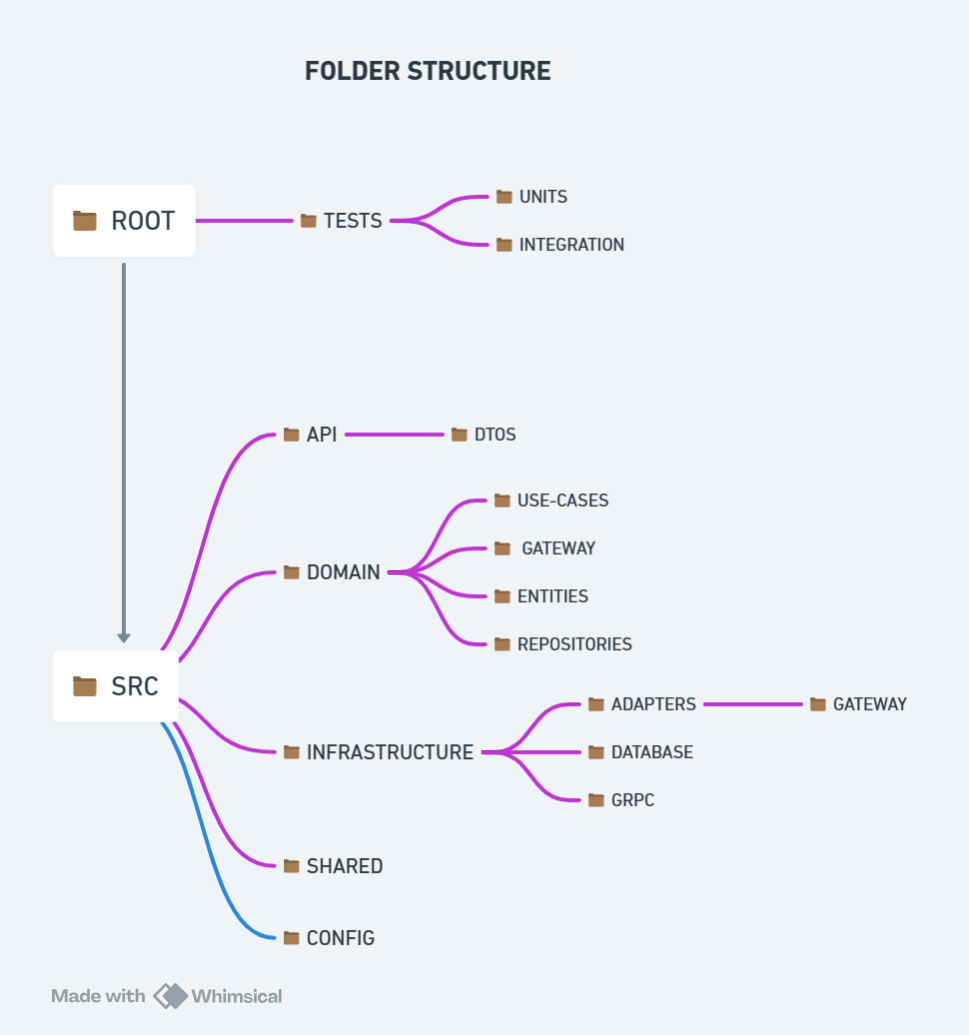 FOLDER STRUCTURE
ROOT
TESTS
UNITS
INTEGRATION
API
DTOS
DOMAIN
USE-CASES
GATEWAY
ENTITIES
REPOSITORIES
SRC
INFRASTRUCTURE
ADAPTERS
GATEWAY
DATABASE
GRPC
SHARED
CONFIG
Made with Whimsical